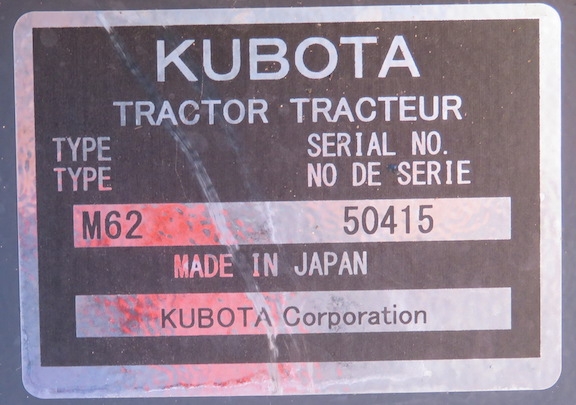 KUBOTA
TRACTOR TRACTEUR
TYPE SERIAL NO.
TYPE NO DE SERIE
M62 50415
MADE IN JAPAN
KUBOTA Corporation